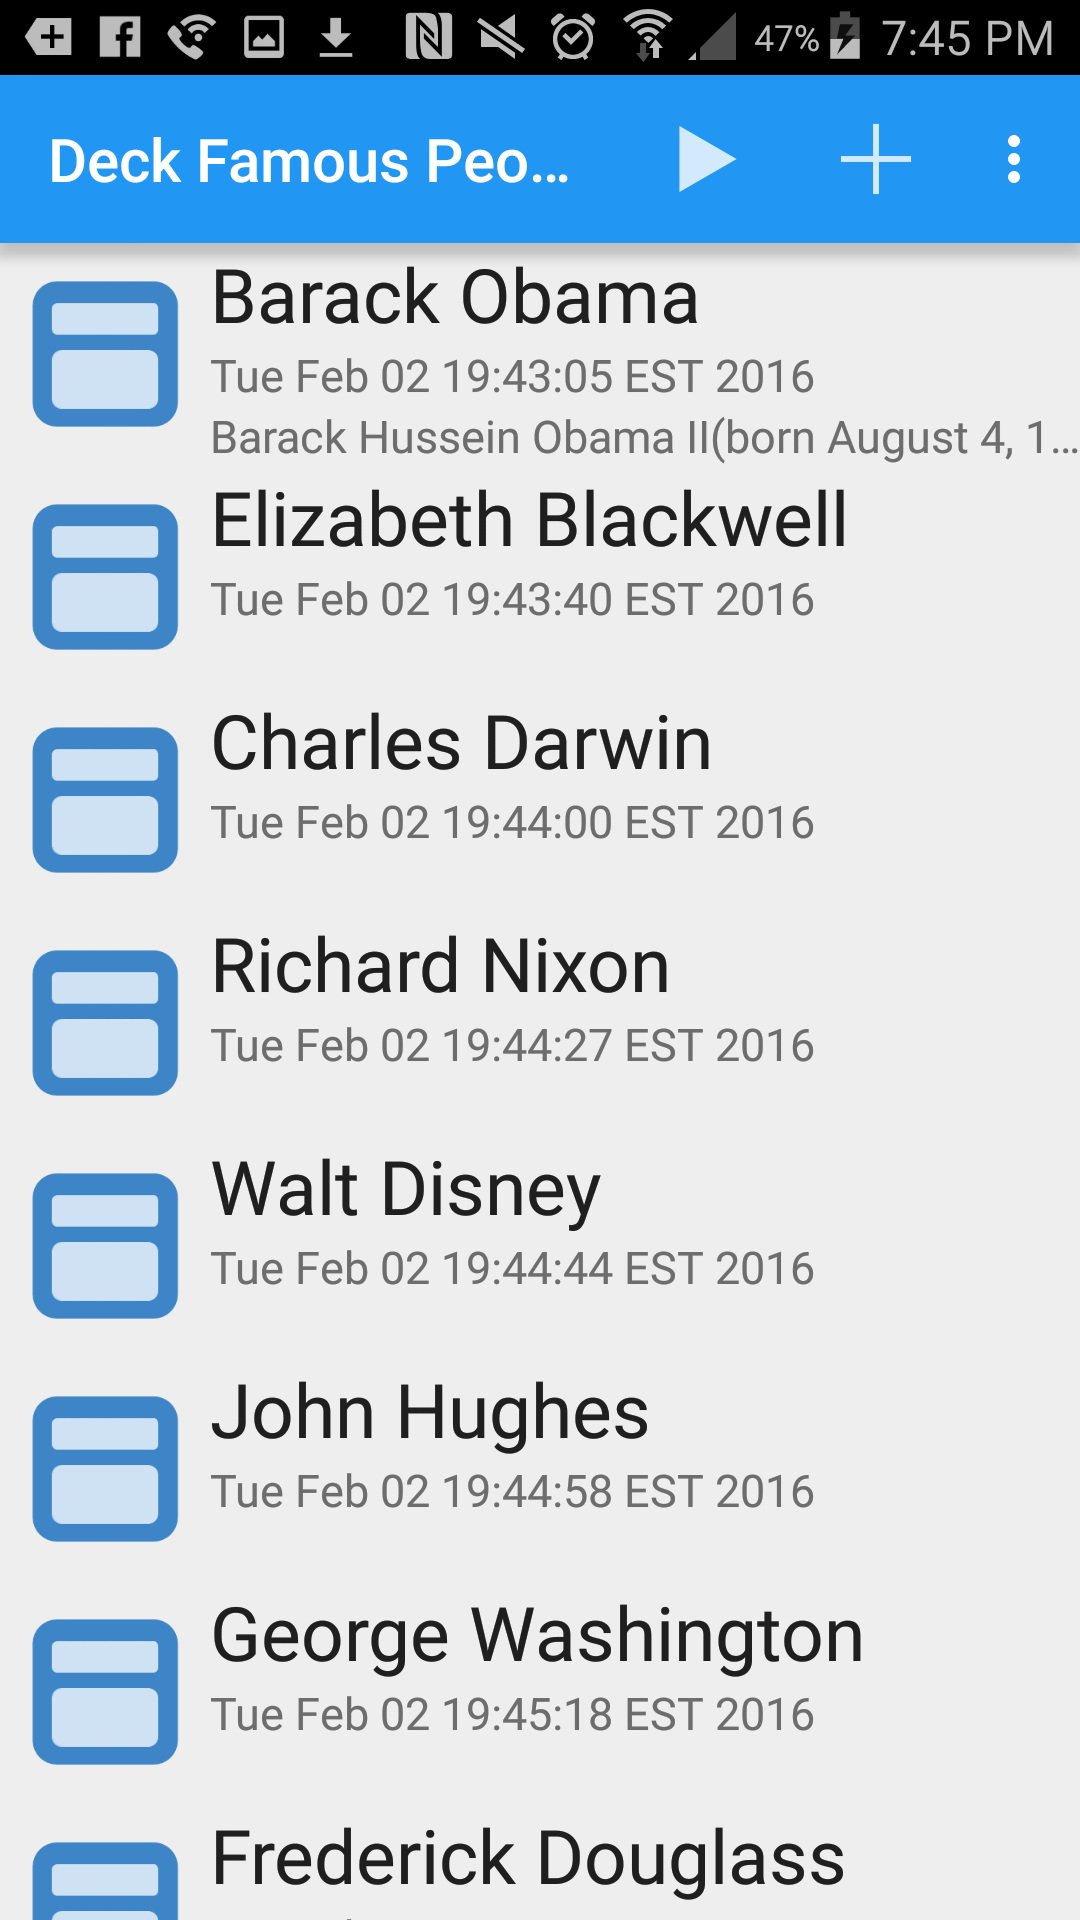 47% 7:45 PM
Deck Famous Peo...
Barack Obama
Tue Feb 02 19:43:05 EST 2016
Barack Hussein Obama II(born August 4, 1...
Elizabeth Blackwell
Tue Feb 02 19:43:40 EST 2016
Charles Darwin
Tue Feb 02 19:44:00 EST 2016
Richard Nixon
Tue Feb 02 19:44:27 EST 2016
Walt Disney
Tue Feb 02 19:44:44 EST 2016
John Hughes
Tue Feb 02 19:44:58 EST 2016
George Washington
Tue Feb 02 19:45:18 EST 2016
Frederick Douglass